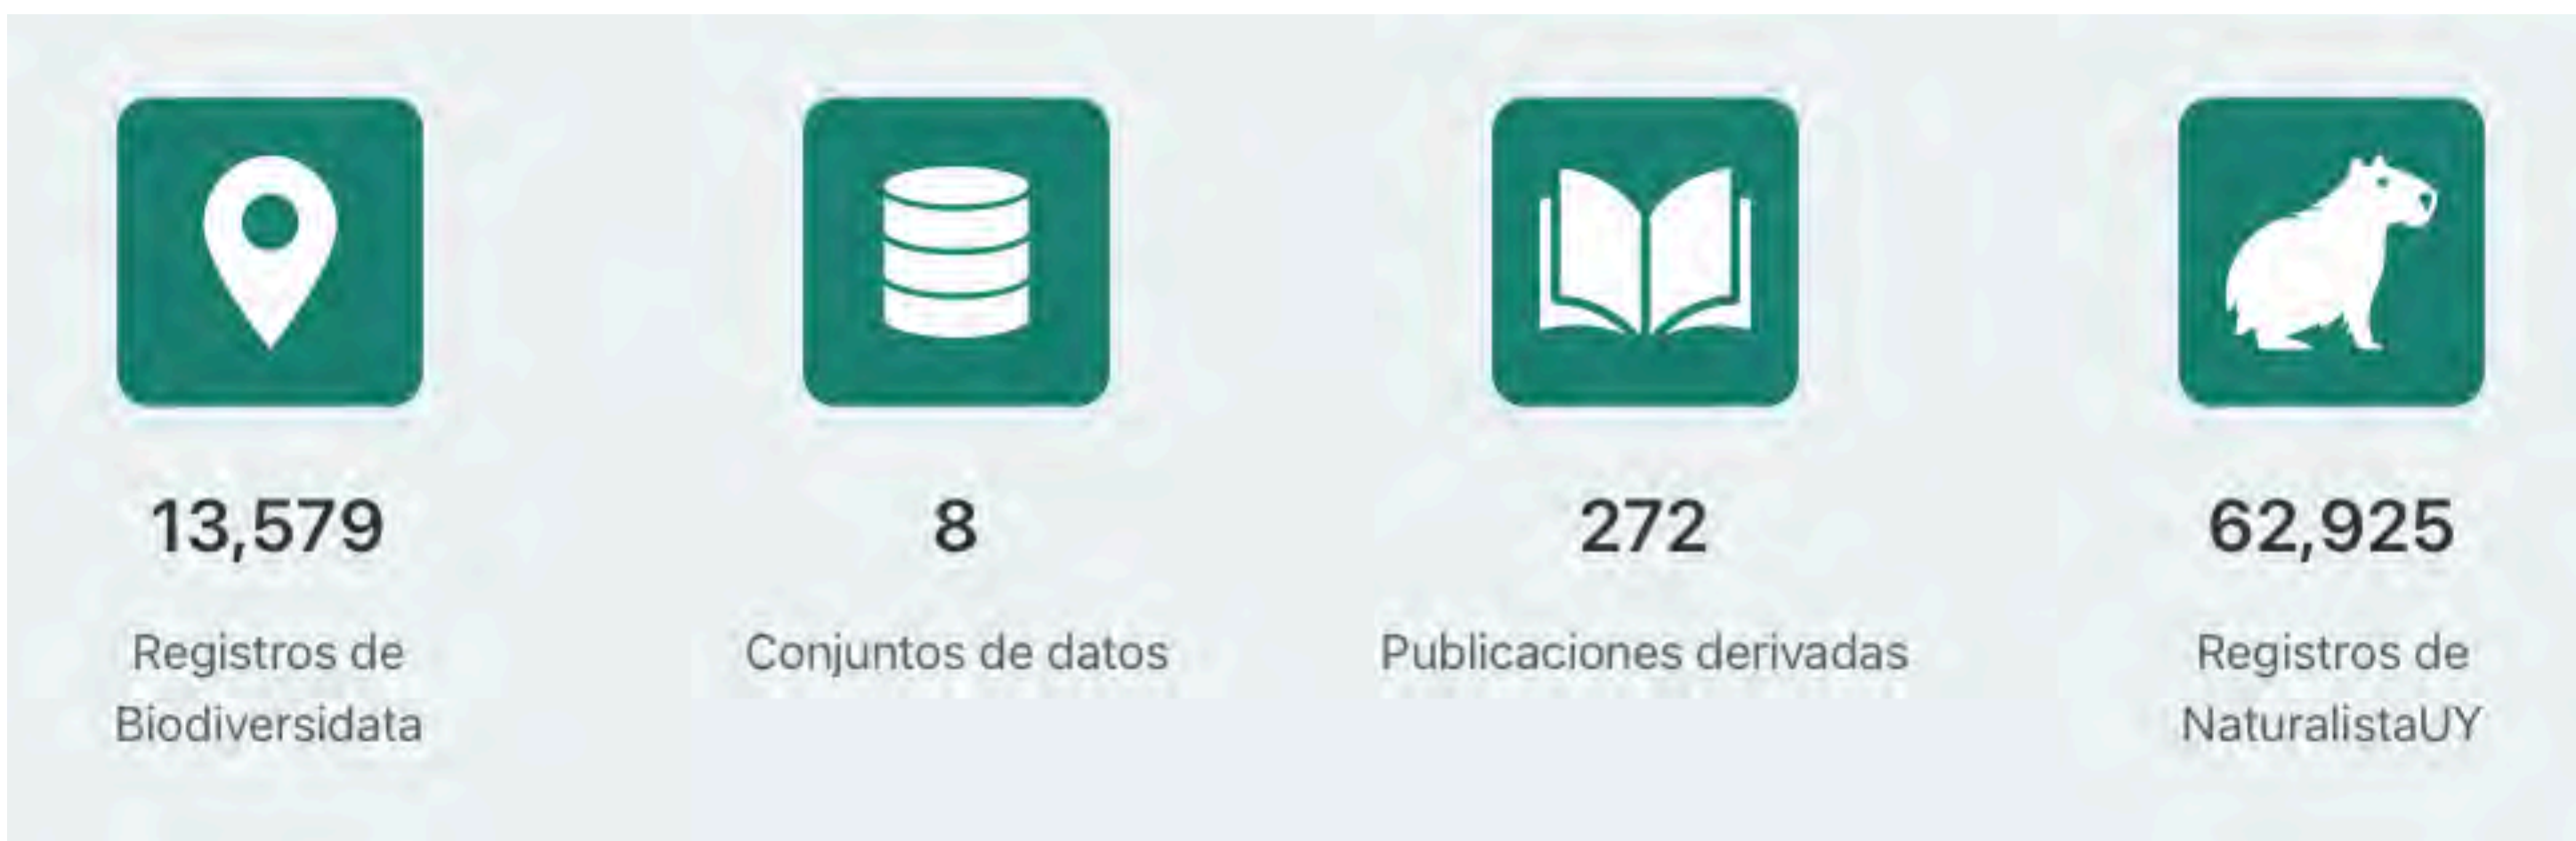 13,579
Registros de
Biodiversidata
8
Conjuntos de datos
272
Publicaciones derivadas
62,925
Registros de
NaturalistaUY